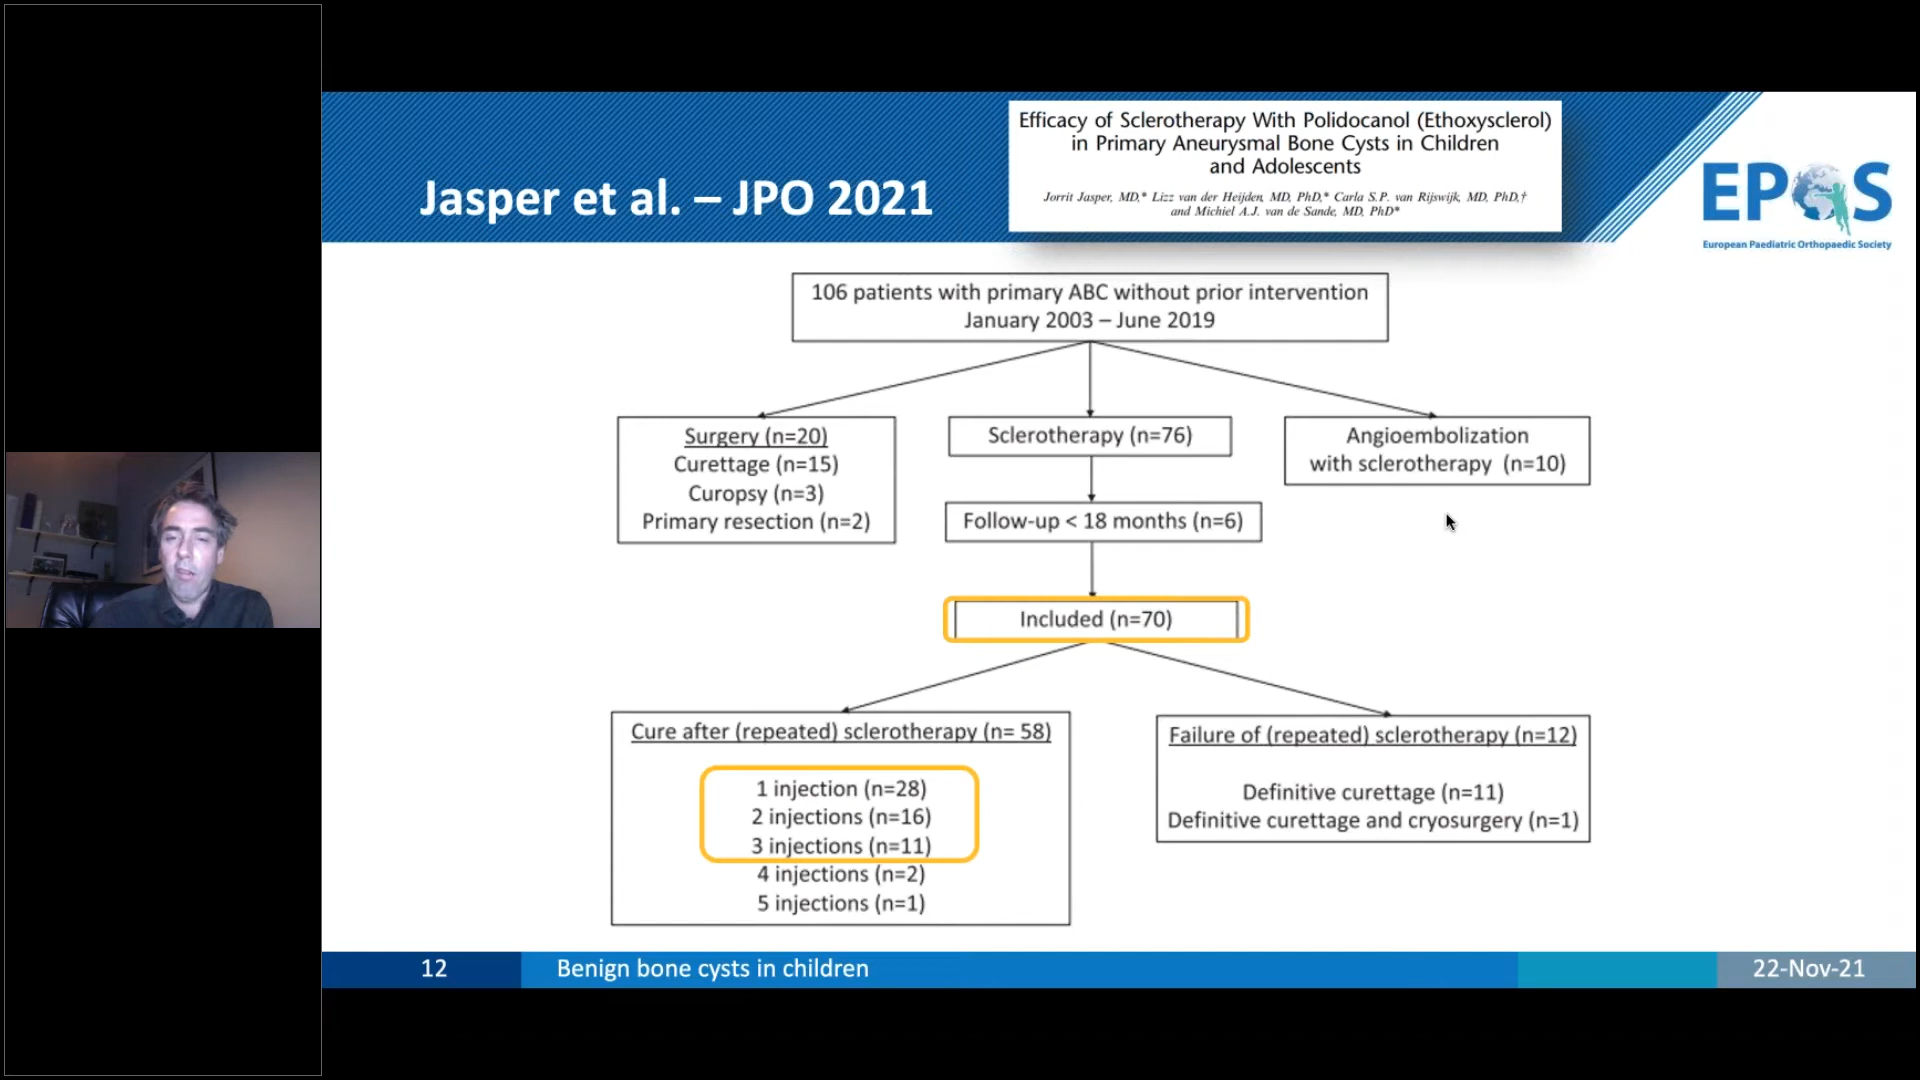 Jasper et al. – JPO 2021
Efficacy of Sclerotherapy With Polidocanol (Ethoxysclerol)
in Primary Aneurysmal Bone Cysts in Children
and Adolescents
Jorrit Jasper, MD,* Lizz van der Heijden, MD, PhD,* Carla S.P. van Rijswijk, MD, PhD,†
and Michiel A.J. van de Sande, MD, PhD*
EPOS
European Paediatric Orthopaedic Society
106 patients with primary ABC without prior intervention
January 2003 – June 2019
Surgery (n=20)
Curettage (n=15)
Curopsy (n=3)
Primary resection (n=2)
Sclerotherapy (n=76)
Angioembolization
with sclerotherapy (n=10)
Follow-up < 18 months (n=6)
Included (n=70)
Cure after (repeated) sclerotherapy (n= 58)
1 injection (n=28)
2 injections (n=16)
3 injections (n=11)
4 injections (n=2)
5 injections (n=1)
Failure of (repeated) sclerotherapy (n=12)
Definitive curettage (n=11)
Definitive curettage and cryosurgery (n=1)
12
Benign bone cysts in children
22-Nov-21